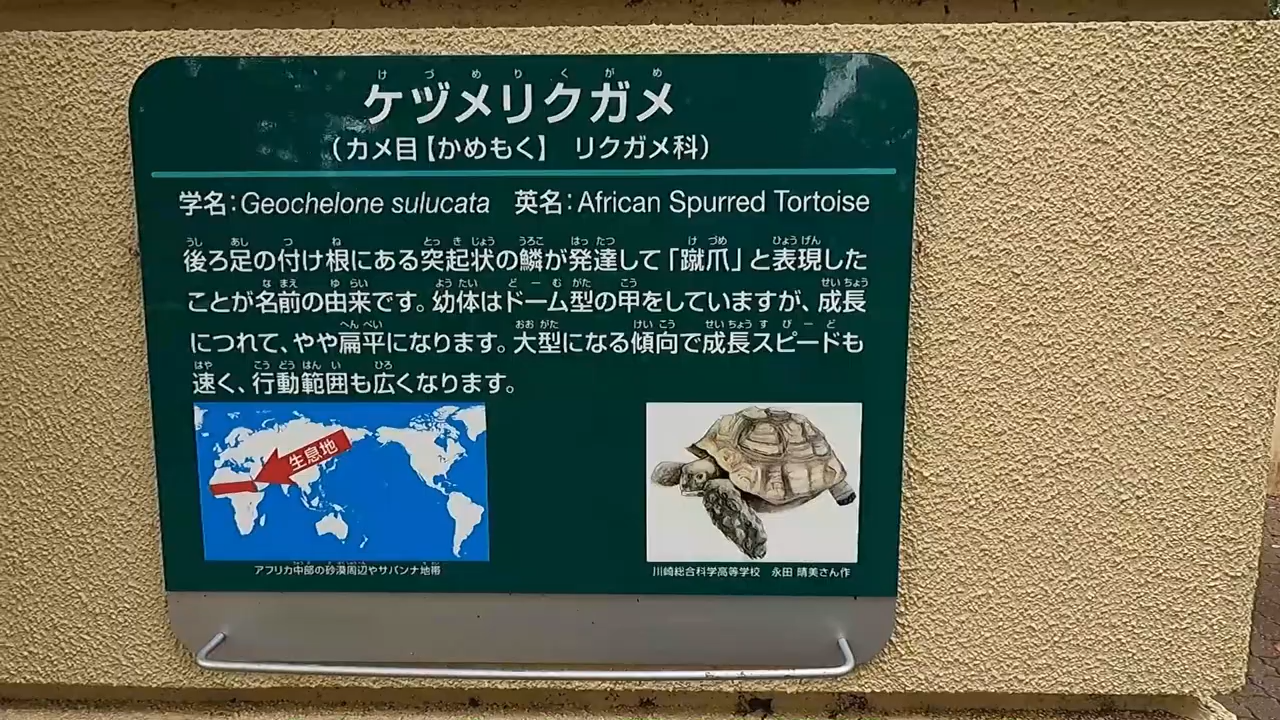 ケヅメリクガメ
（カメ目【かめもく】 リクガメ科）
学名：Geochelone sulucata 英名：African Spurred Tortoise
後ろ足の付け根にある突起状の鱗が発達して「蹴爪」と表現した
ことが名前の由来です。幼体はドーム型の甲をしていますが、成長
につれて、やや扁平になります。大型になる傾向で成長スピードも
速く、行動範囲も広くなります。
生息地
アフリカ中部の砂漠周辺やサバンナ地帯
川崎総合科学高等学校 永田 晴美さん作